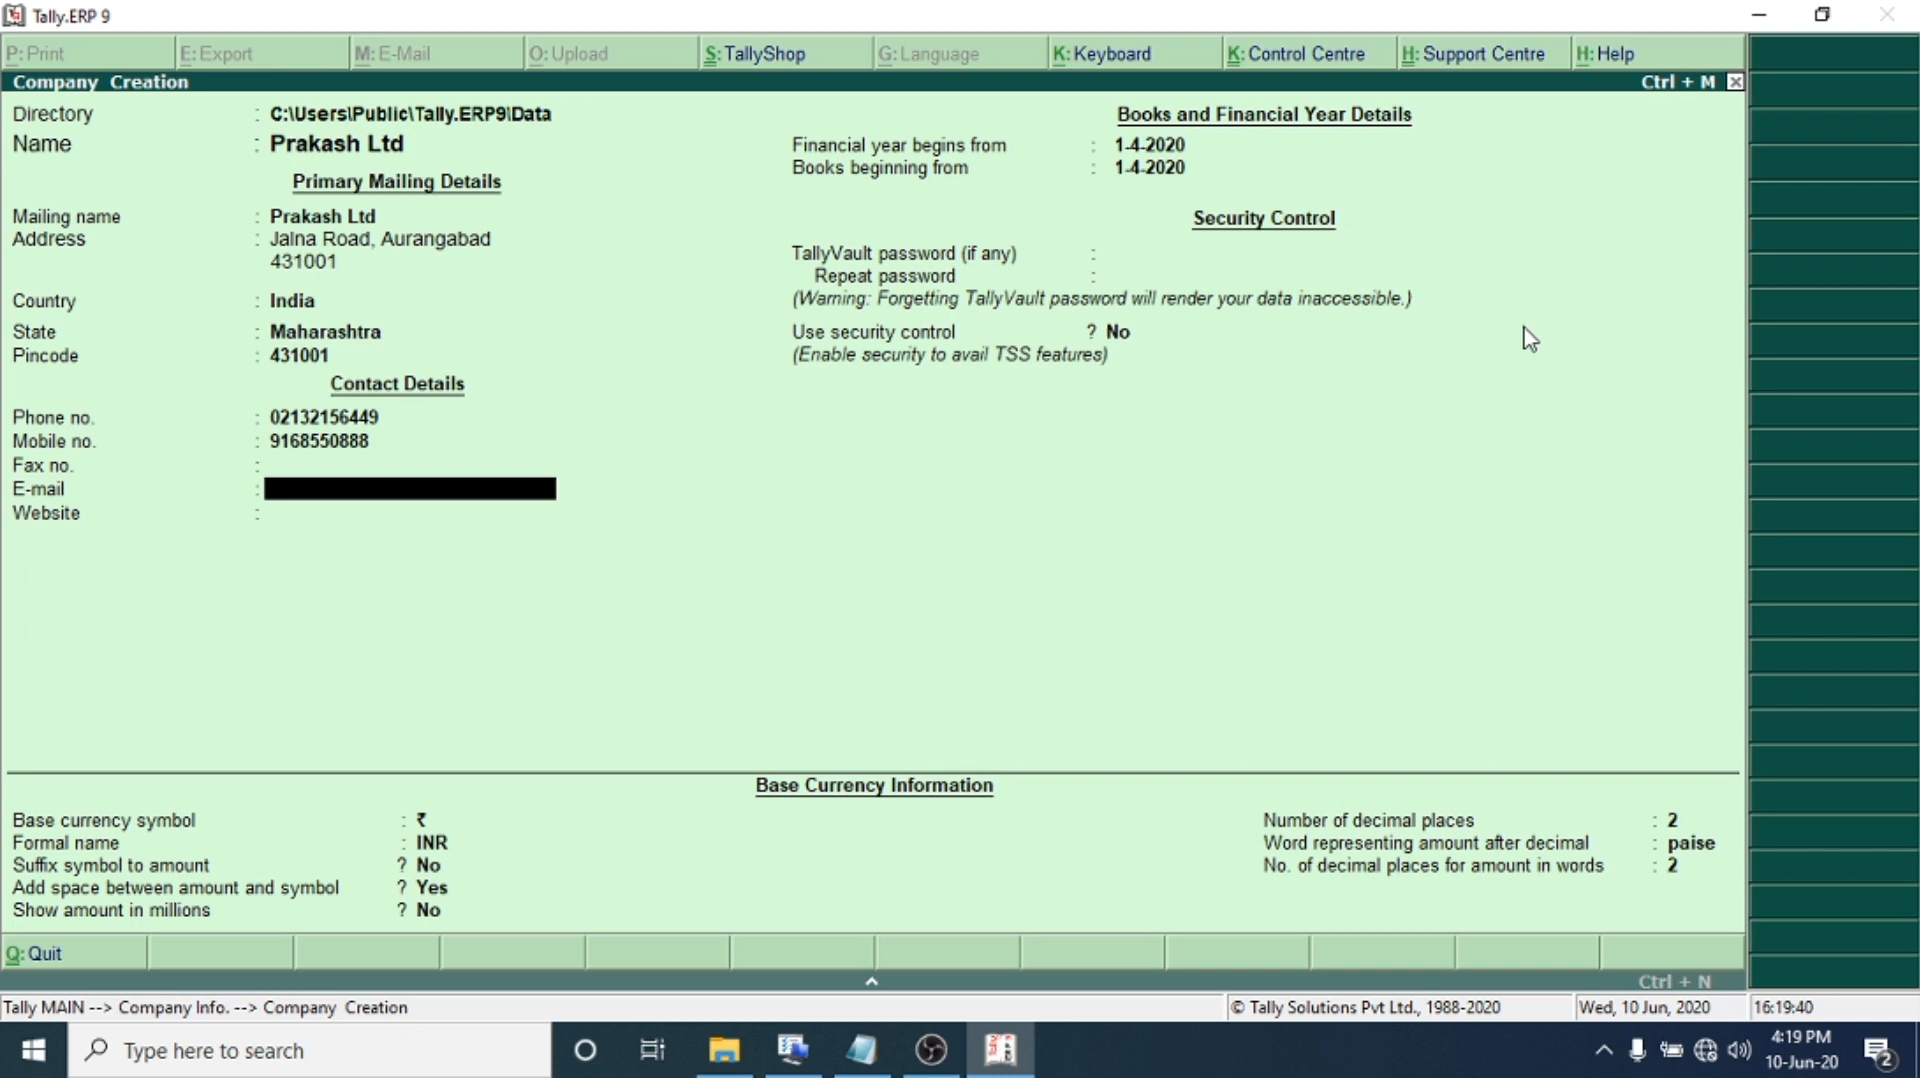 Tally.ERP 9
P: Print E: Export M: E-Mail O: Upload S: TallyShop G: Language K: Keyboard K: Control Centre H: Support Centre H: Help
Company Creation Ctrl + M
Directory : C:\Users\Public\Tally.ERP9\Data
Name : Prakash Ltd
Primary Mailing Details
Mailing name : Prakash Ltd
Address : Jalna Road, Aurangabad
431001
Country : India
State : Maharashtra
Pincode : 431001
Contact Details
Phone no. : 02132156449
Mobile no. : 9168550888
Fax no. :
E-mail :
Website :
Books and Financial Year Details
Financial year begins from : 1-4-2020
Books beginning from : 1-4-2020
Security Control
TallyVault password (if any) :
Repeat password :
(Warning: Forgetting TallyVault password will render your data inaccessible.)
Use security control ? No
(Enable security to avail TSS features)
Base Currency Information
Base currency symbol : ₹
Formal name : INR
Suffix symbol to amount ? No
Add space between amount and symbol ? Yes
Show amount in millions ? No
Number of decimal places : 2
Word representing amount after decimal : paise
No. of decimal places for amount in words : 2
Q: Quit
Ctrl + N
Tally MAIN --> Company Info. --> Company Creation © Tally Solutions Pvt Ltd., 1988-2020 Wed, 10 Jun, 2020 16:19:40
Type here to search
4:19 PM
10-Jun-20
2